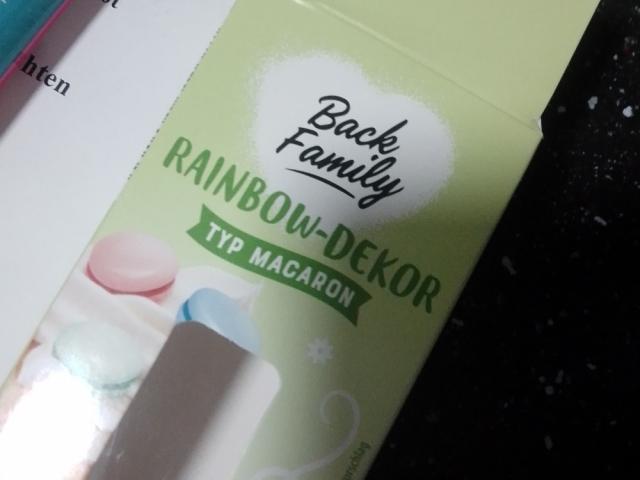 hten
Back
Family
RAINBOW-DEKOR
TYP MACARON